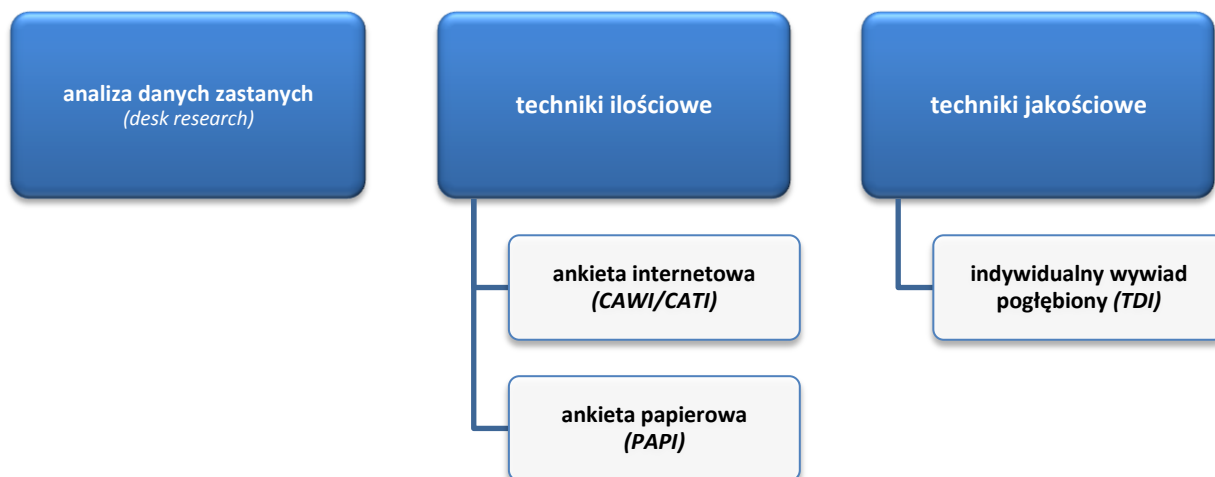 analiza danych zastanych
(desk research)
techniki ilościowe
techniki jakościowe
ankieta internetowa
(CAWI/CATI)
indywidualny wywiad
pogłębiony (TDI)
ankieta papierowa
(PAPI)